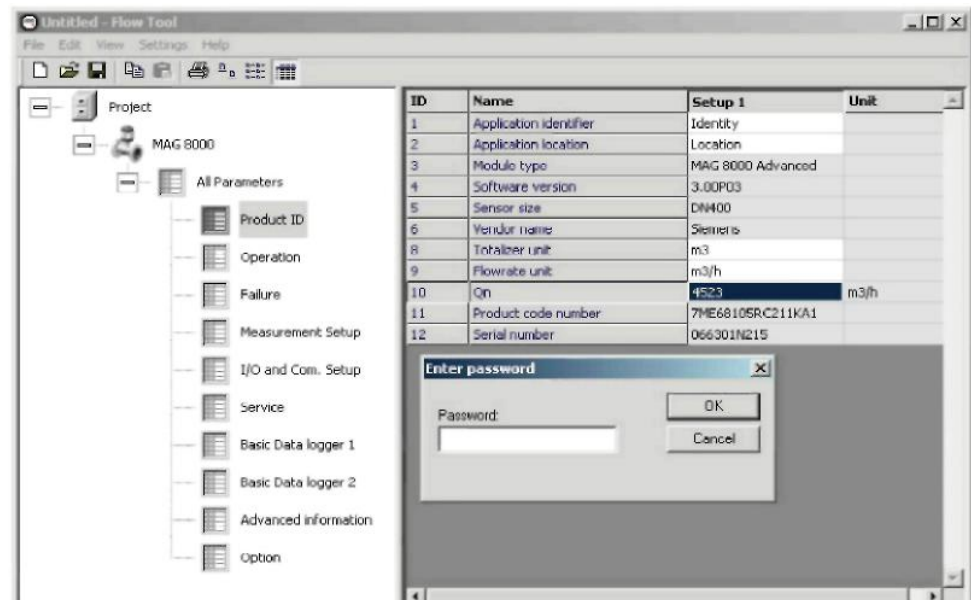 Untitled - Flow Tool
File Edit View Settings Help
Project
MAG 8000
All Parameters
Product ID
Operation
Failure
Measurement Setup
I/O and Com. Setup
Service
Basic Data logger 1
Basic Data logger 2
Advanced information
Option
ID Name Setup 1 Unit
1 Application identifier Identity
2 Application location Location
3 Module type MAG 8000 Advanced
4 Software version 3.00P03
5 Sensor size DN400
6 Vendor name Siemens
8 Totalizer unit m3
9 Flowrate unit m3/h
10 Qn 4523 m3/h
11 Product code number 7ME68105RC211KA1
12 Serial number 066301N215
Enter password
Password:
OK
Cancel